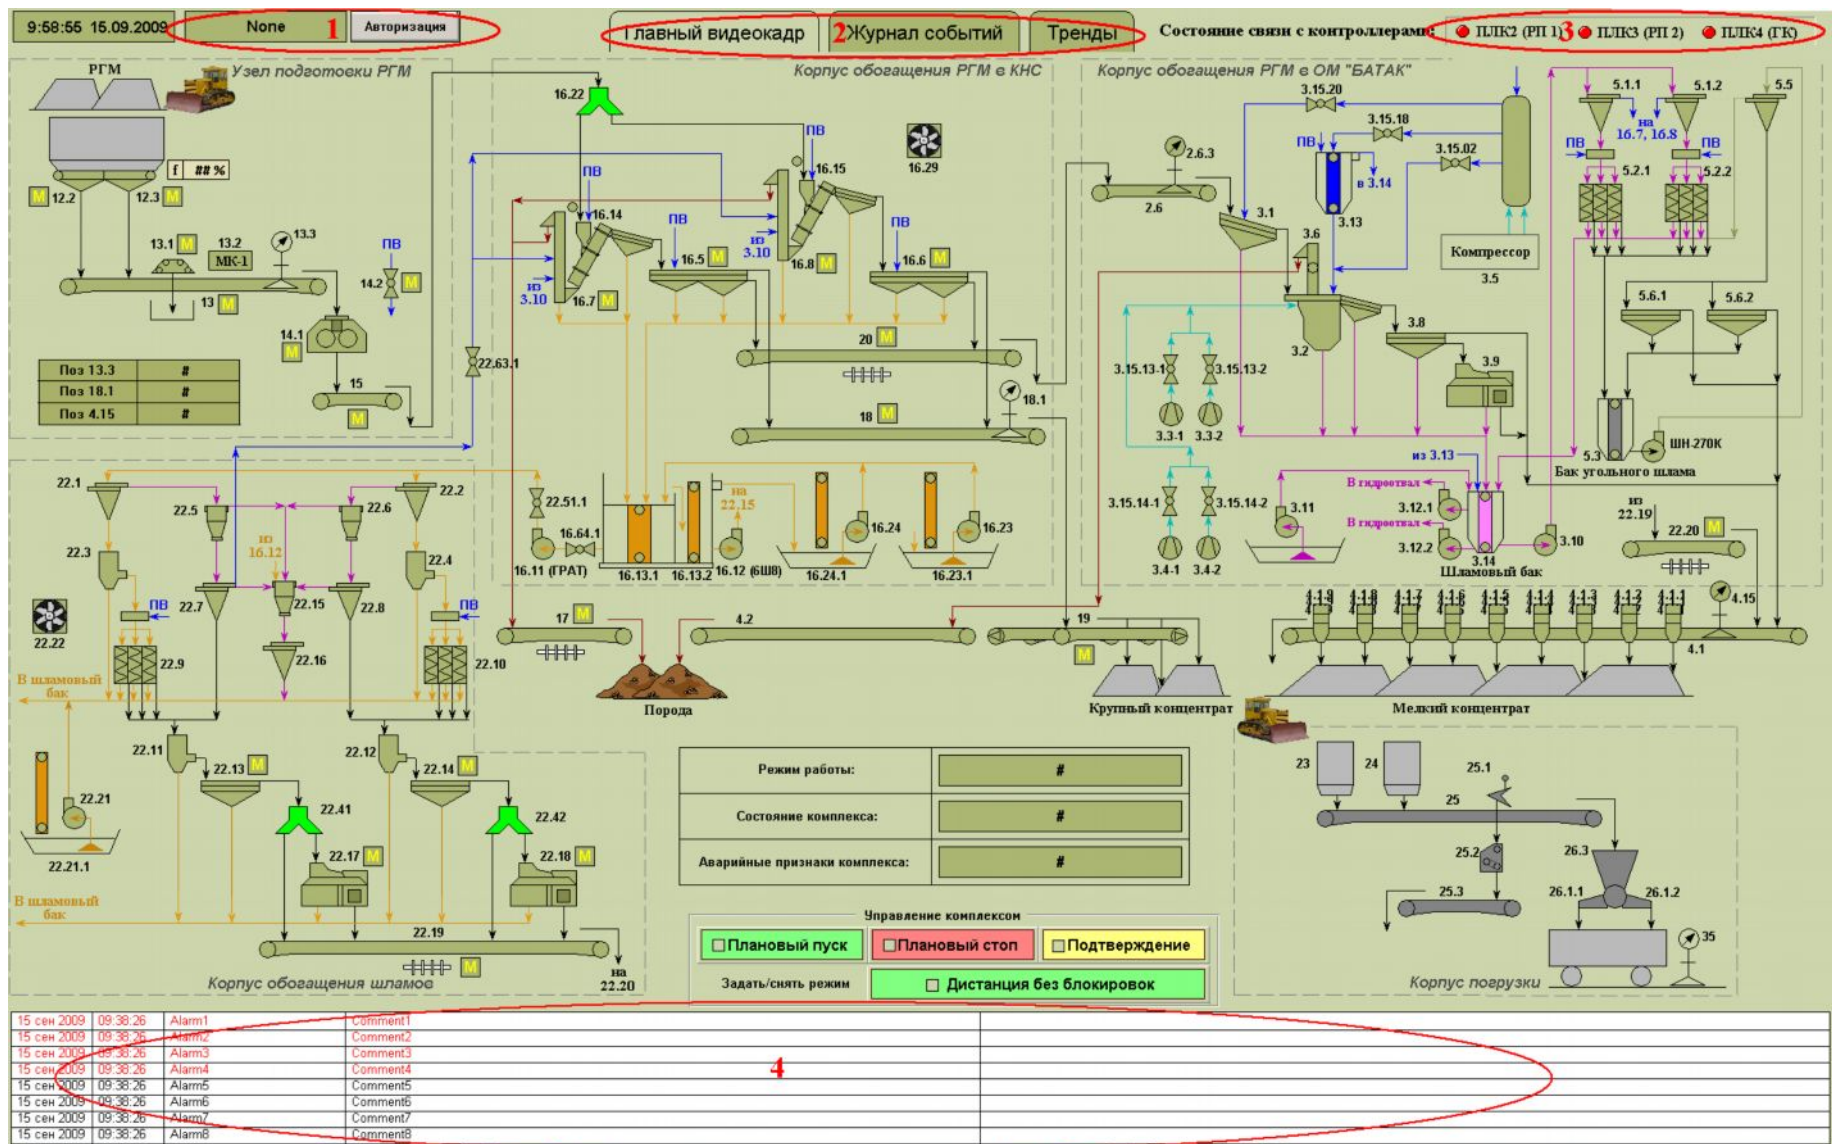 9:58:55 15.09.2009 None 1 Авторизация
Главный видеокадр 2 Журнал событий Тренды
Состояние связи с контроллерами: ПЛК2 (РП 1) 3 ПЛК3 (РП 2) ПЛК4 (ГК)
РГМ Узел подготовки РГМ
f ##%
М 12.2 12.3 М
13.1 М 13.2 13.3
МК-1
ПВ
14.2 М
13 М
14.1
М
15
М
Поз 13.3 #
Поз 18.1 #
Поз 4.15 #
Корпус обогащения РГМ в КНС
16.22
ПВ
16.15
16.29
ПВ
16.14
ПВ
из
3.10
16.8
ПВ
16.5 М
16.6 М
из
3.10
16.7 М
22.63.1
20 М
18 М
18.1
22.51.1
16.64.1
на
22.15
16.24
16.23
16.11 (ГРАТ) 16.13.1 16.13.2 16.12 (6Ш8) 16.24.1 16.23.1
Корпус обогащения РГМ в ОМ "БАТАК"
3.15.20
3.15.18
3.15.02
2.6.3
2.6
ПВ
в 3.14
3.13
3.1
3.6
Компрессор
3.5
5.1.1 5.1.2 5.5
на
16.7, 16.8
ПВ ПВ
5.2.1 5.2.2
5.6.1 5.6.2
3.2
3.8
3.9
3.15.13-1 3.15.13-2
3.3-1 3.3-2
3.15.14-1 3.15.14-2
3.4-1 3.4-2
5.3
ШН-270К
Бак угольного шлама
из 3.13
В гидроотвал
3.12.1
В гидроотвал
3.12.2
3.11
3.10
3.14
Шламовый бак
из
22.19
22.20 М
22.1 22.2
22.5 22.6
22.3 22.4
из
16.12
22.7 22.15 22.8
ПВ ПВ
22.22
22.9 22.16 22.10
В шламовый
бак
22.11 22.12
22.13 М 22.14 М
22.21
22.41 22.42
22.21.1
22.17 М 22.18 М
В шламовый
бак
22.19
М
на
22.20
Корпус обогащения шламов
17 М
4.2
19
М
4.15
4.1
Порода
Крупный концентрат
Мелкий концентрат
Режим работы: #
Состояние комплекса: #
Аварийные признаки комплекса: #
Управление комплексом
Плановый пуск Плановый стоп Подтверждение
Задать/снять режим Дистанция без блокировок
23 24 25.1
25
25.2 26.3
25.3 26.1.1 26.1.2
35
Корпус погрузки
15 сен 2009 09:38:26 Alarm1 Comment1
15 сен 2009 09:38:26 Alarm2 Comment2
15 сен 2009 09:38:26 Alarm3 Comment3
15 сен 2009 09:38:26 Alarm4 Comment4
4
15 сен 2009 09:38:26 Alarm5 Comment5
15 сен 2009 09:38:26 Alarm6 Comment6
15 сен 2009 09:38:26 Alarm7 Comment7
15 сен 2009 09:38:26 Alarm8 Comment8